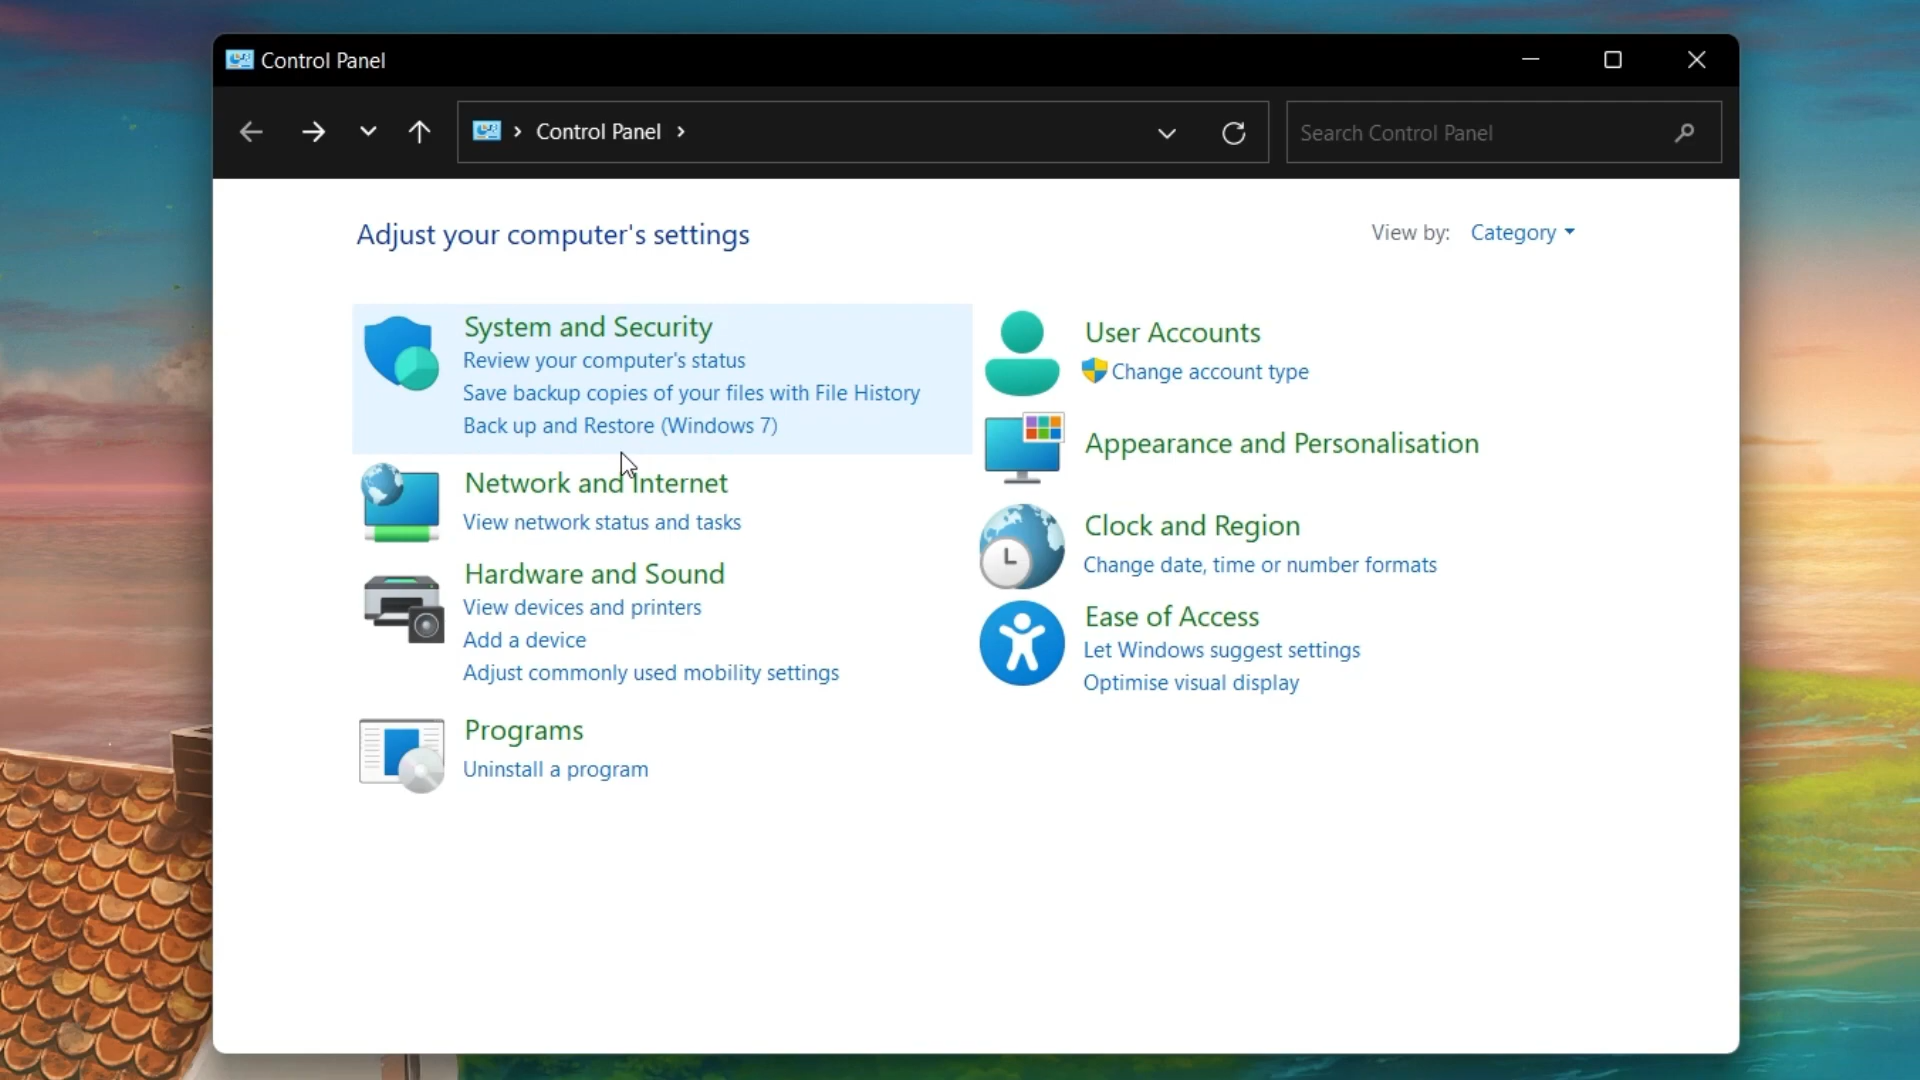 Control Panel
Control Panel
Search Control Panel
Adjust your computer's settings
View by: Category
System and Security
Review your computer's status
Save backup copies of your files with File History
Back up and Restore (Windows 7)
Network and Internet
View network status and tasks
Hardware and Sound
View devices and printers
Add a device
Adjust commonly used mobility settings
Programs
Uninstall a program
User Accounts
Change account type
Appearance and Personalisation
Clock and Region
Change date, time or number formats
Ease of Access
Let Windows suggest settings
Optimise visual display